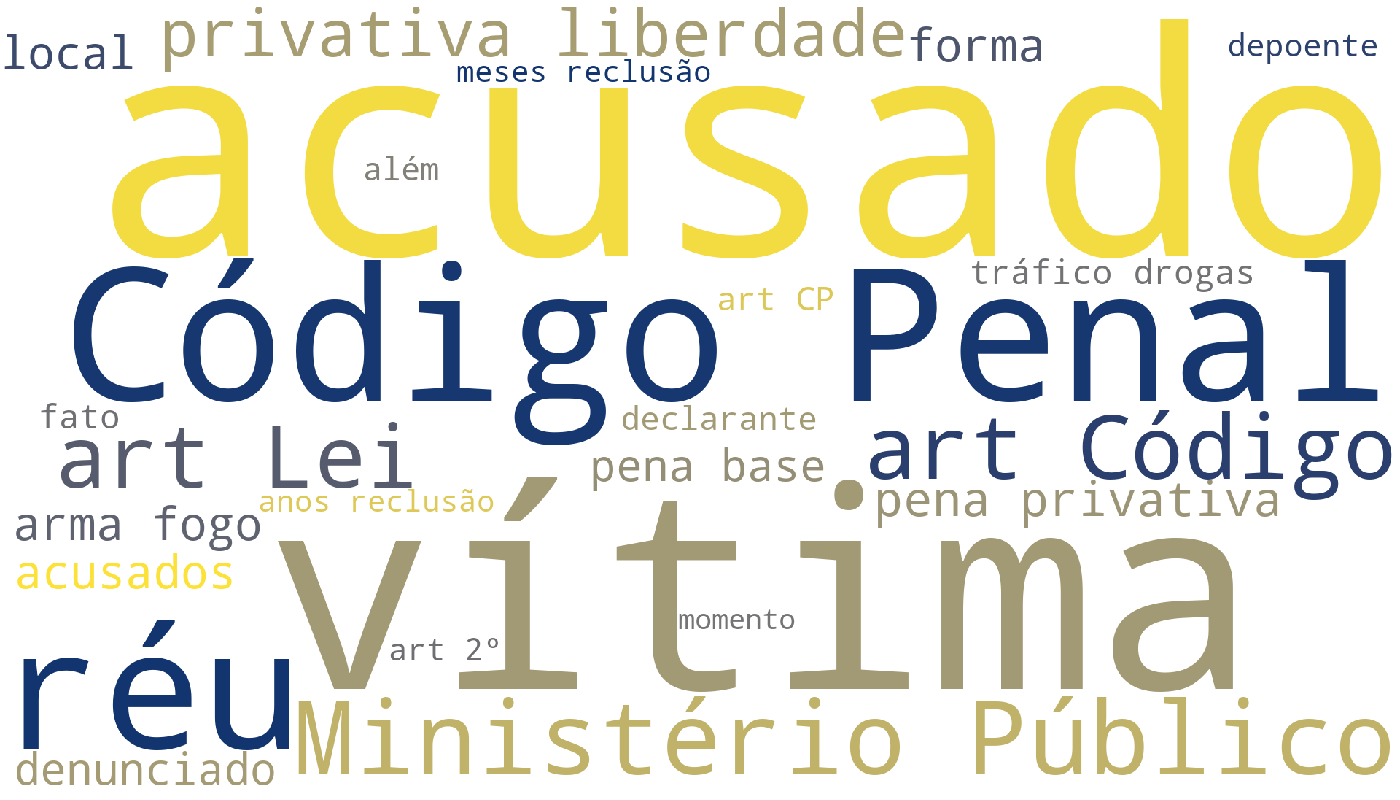 privativa liberdade
local
forma
depoente
meses reclusão
acusado
além
Código Penal
tráfico drogas
art CP
fato
declarante
art Lei
art Código
pena base
pena privativa
anos reclusão
arma fogo
vítima
acusados
momento
art 2º
réu
Ministério Público
denunciado